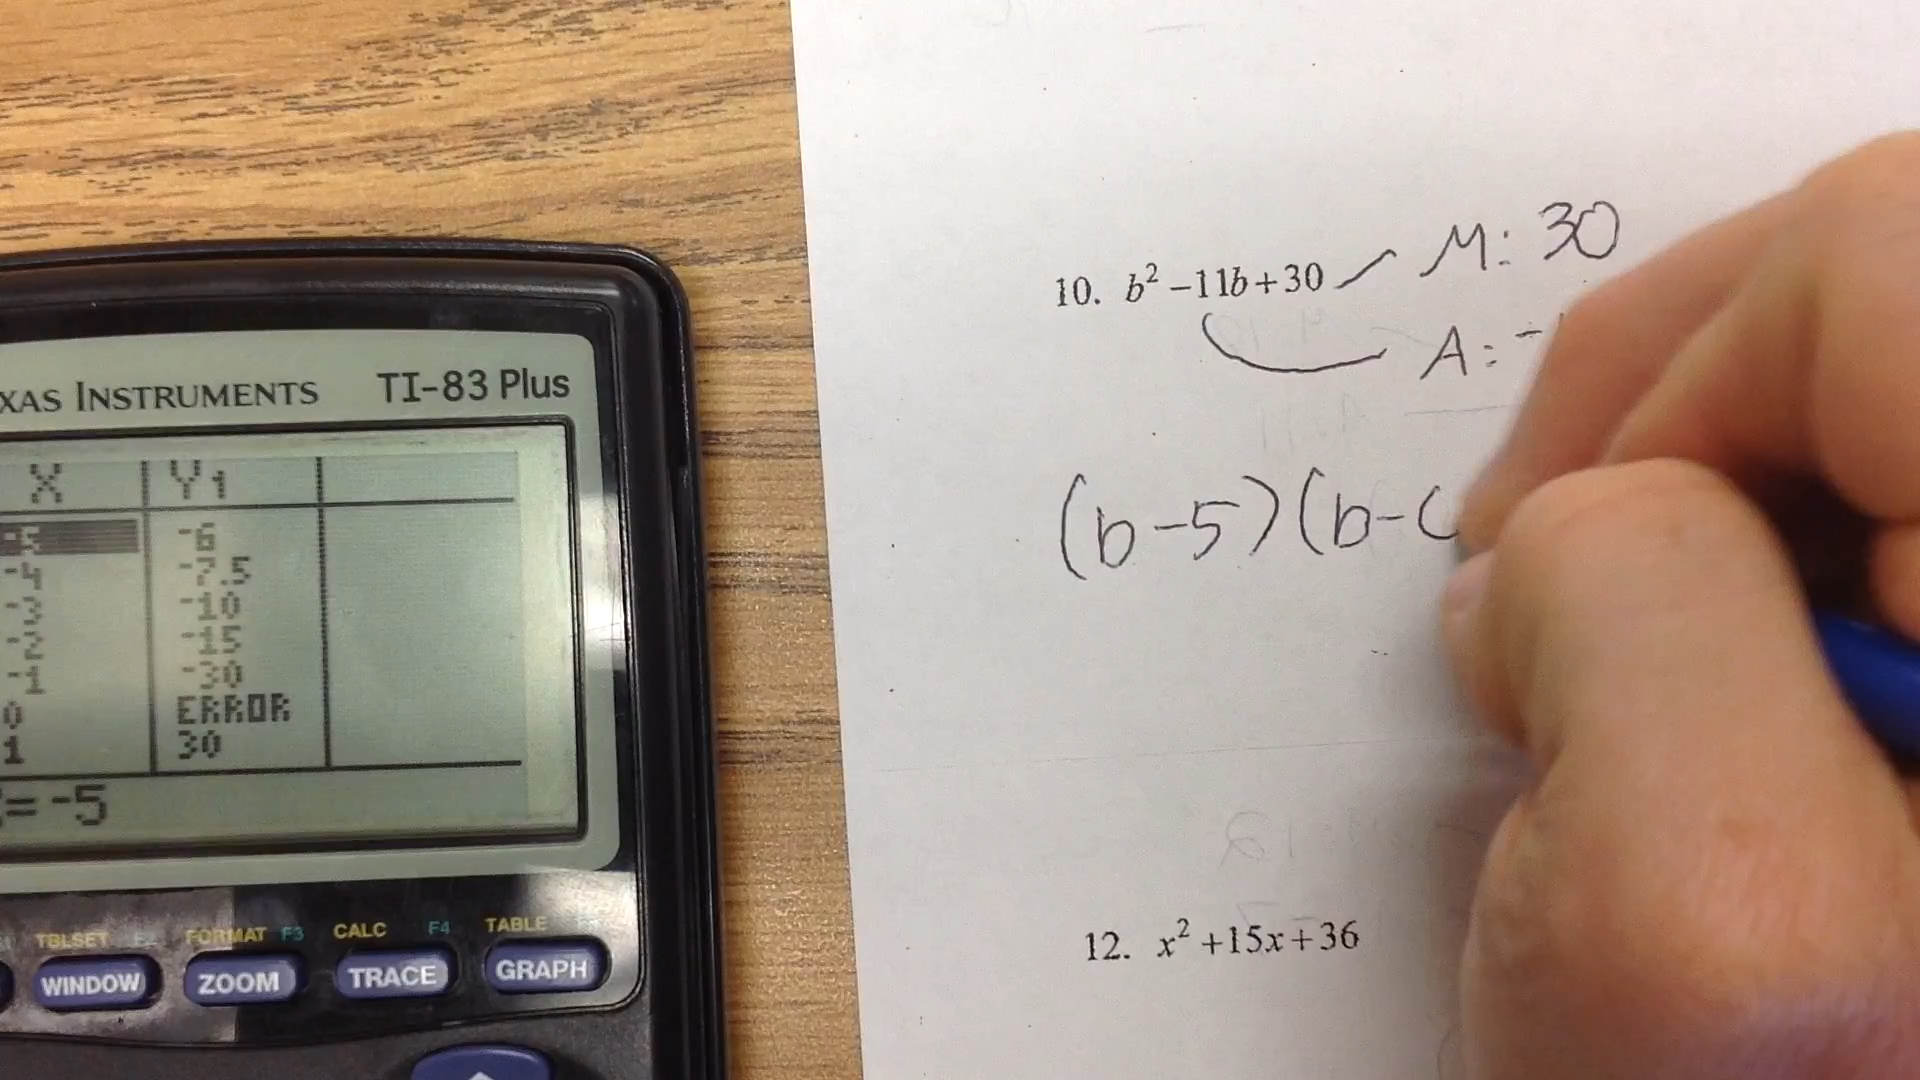 XAS INSTRUMENTS TI-83 Plus
X Y1
-5 -6
-4 -7.5
-3 -10
-2 -15
-1 -30
0 ERROR
1 30
= -5
TBLSET F2 FORMAT F3 CALC F4 TABLE
WINDOW ZOOM TRACE GRAPH
10. b² -11b+30 M: 30
A: -
(b-5)(b-
12. x² +15x+36